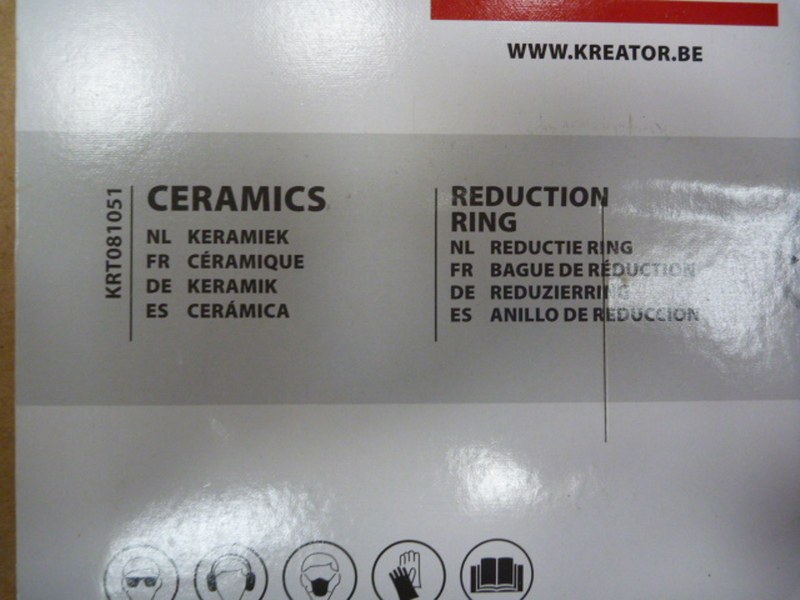 WWW.KREATOR.BE
KRT081051
CERAMICS
NL KERAMIEK
FR CÉRAMIQUE
DE KERAMIK
ES CERÁMICA
REDUCTION
RING
NL REDUCTIE RING
FR BAGUE DE RÉDUCTION
DE REDUZIERRING
ES ANILLO DE REDUCCIÓN